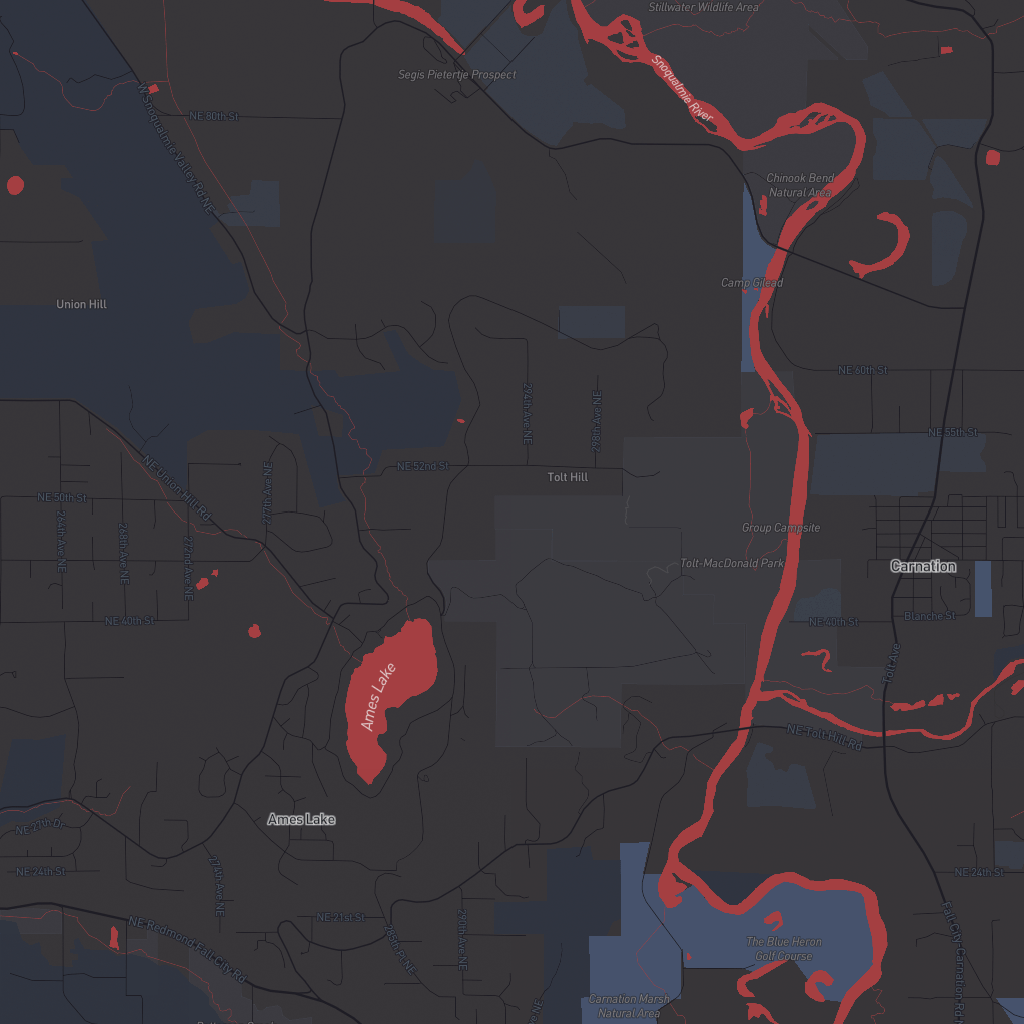 Stillwater Wildlife Area
Segis Pietertje Prospect
Snoqualmie River
W Snoqualmie Valley Rd NE
NE 80th St
Chinook Bend
Natural Area
Camp Gilead
Union Hill
NE 60th St
294th Ave NE
298th Ave NE
NE 55th St
NE 52nd St
Tolt Hill
NE Union Hill Rd
277th Ave NE
NE 50th St
264th Ave NE
268th Ave NE
272nd Ave NE
Group Campsite
Tolt-MacDonald Park
Carnation
NE 40th St
NE 40th St
Blanche St
Tolt Ave
Ames Lake
NE Tolt Hill Rd
Ames Lake
NE 27th Dr
NE 24th St
NE 24th St
274th Ave NE
NE 21st St
285th Pl NE
290th Ave NE
NE Redmond Fall City Rd
Fall City-Carnation Rd
The Blue Heron
Golf Course
Carnation Marsh
Natural Area